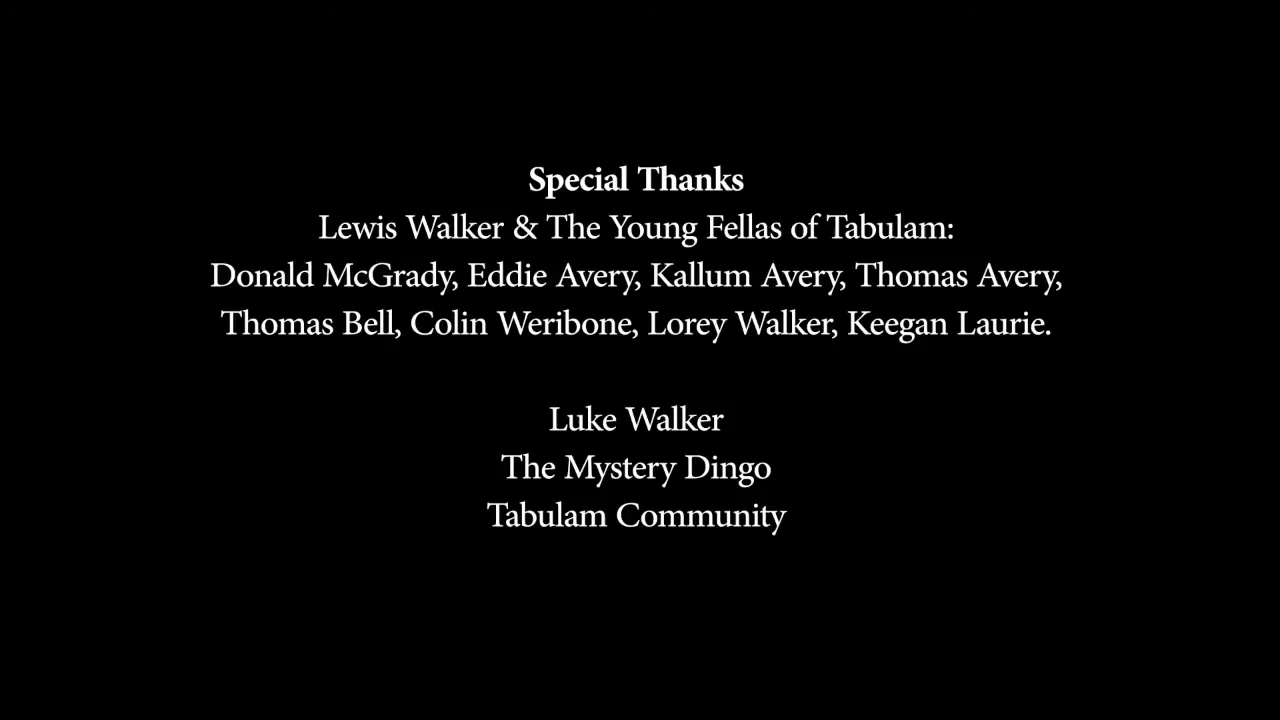 Special Thanks
Lewis Walker & The Young Fellas of Tabulam:
Donald McGrady, Eddie Avery, Kallum Avery, Thomas Avery,
Thomas Bell, Colin Weribone, Lorey Walker, Keegan Laurie.
Luke Walker
The Mystery Dingo
Tabulam Community